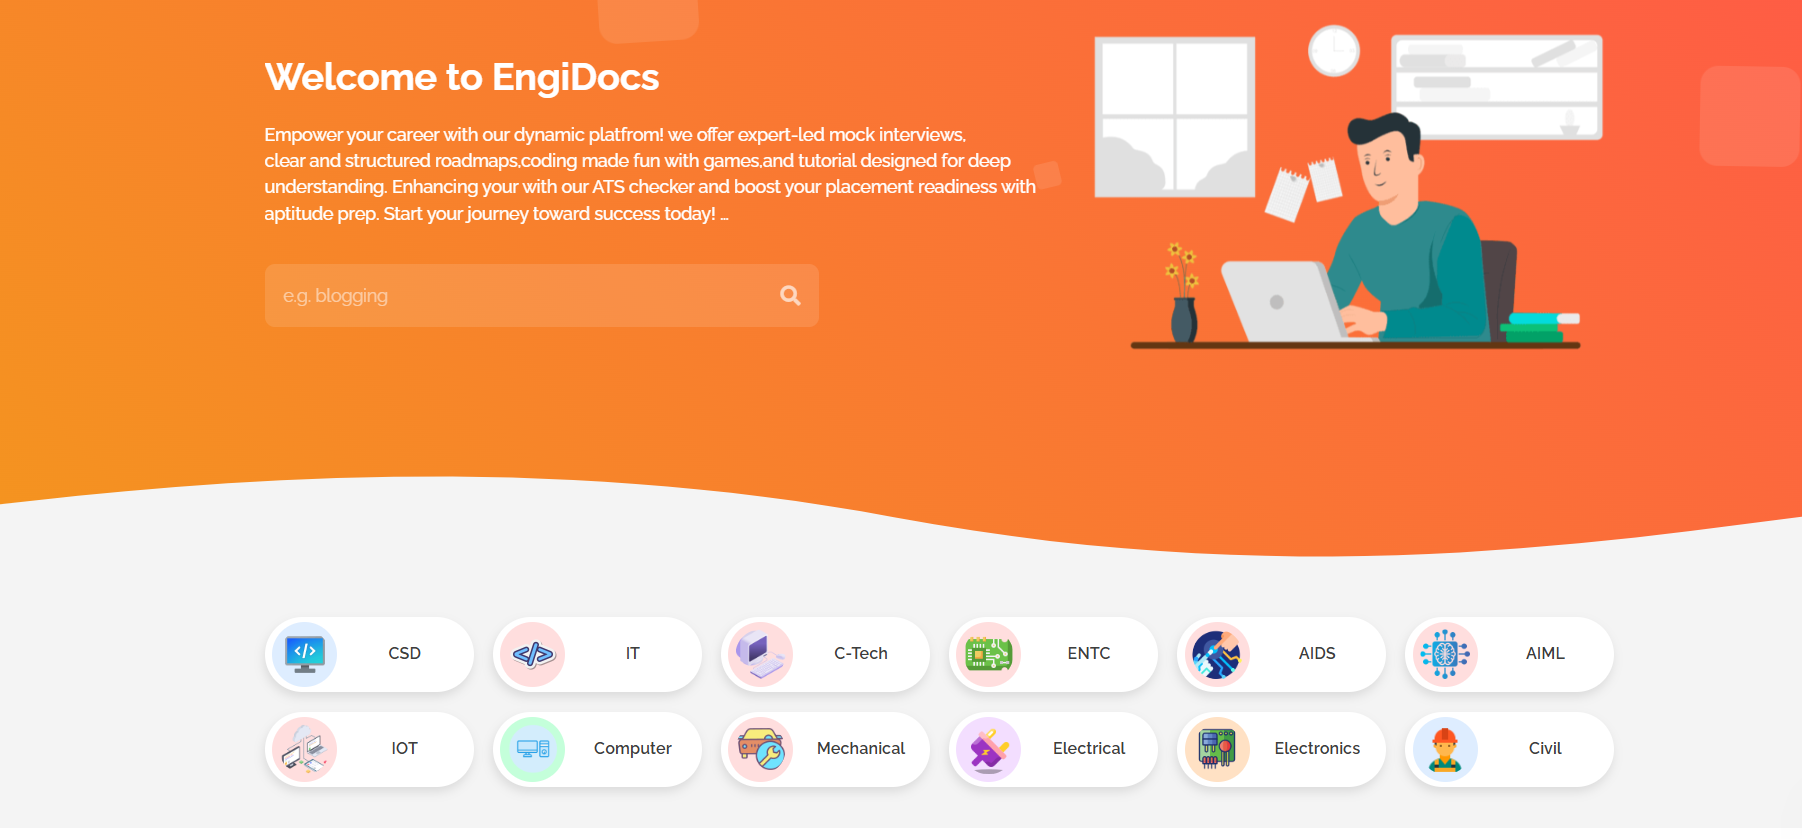 Welcome to EngiDocs
Empower your career with our dynamic platfrom! we offer expert-led mock interviews,
clear and structured roadmaps,coding made fun with games,and tutorial designed for deep
understanding. Enhancing your with our ATS checker and boost your placement readiness with
aptitude prep. Start your journey toward success today! ...
e.g. blogging
CSD
IT
C-Tech
ENTC
AIDS
AIML
IOT
Computer
Mechanical
Electrical
Electronics
Civil